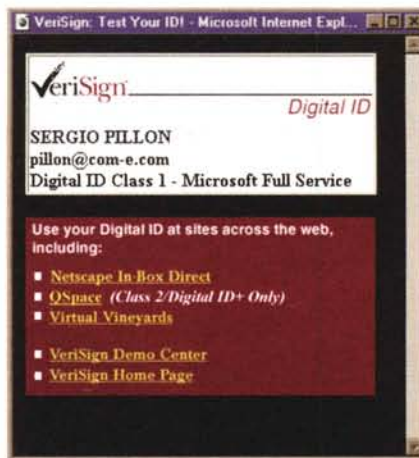 VeriSign: Test Your ID! - Microsoft Internet Expl...
VeriSign
Digital ID
SERGIO PILLON
pillon@com-e.com
Digital ID Class 1 - Microsoft Full Service
Use your Digital ID at sites across the web,
including:
Netscape In-Box Direct
QSpace (Class 2/Digital ID+ Only)
Virtual Vineyards
VeriSign Demo Center
VeriSign Home Page